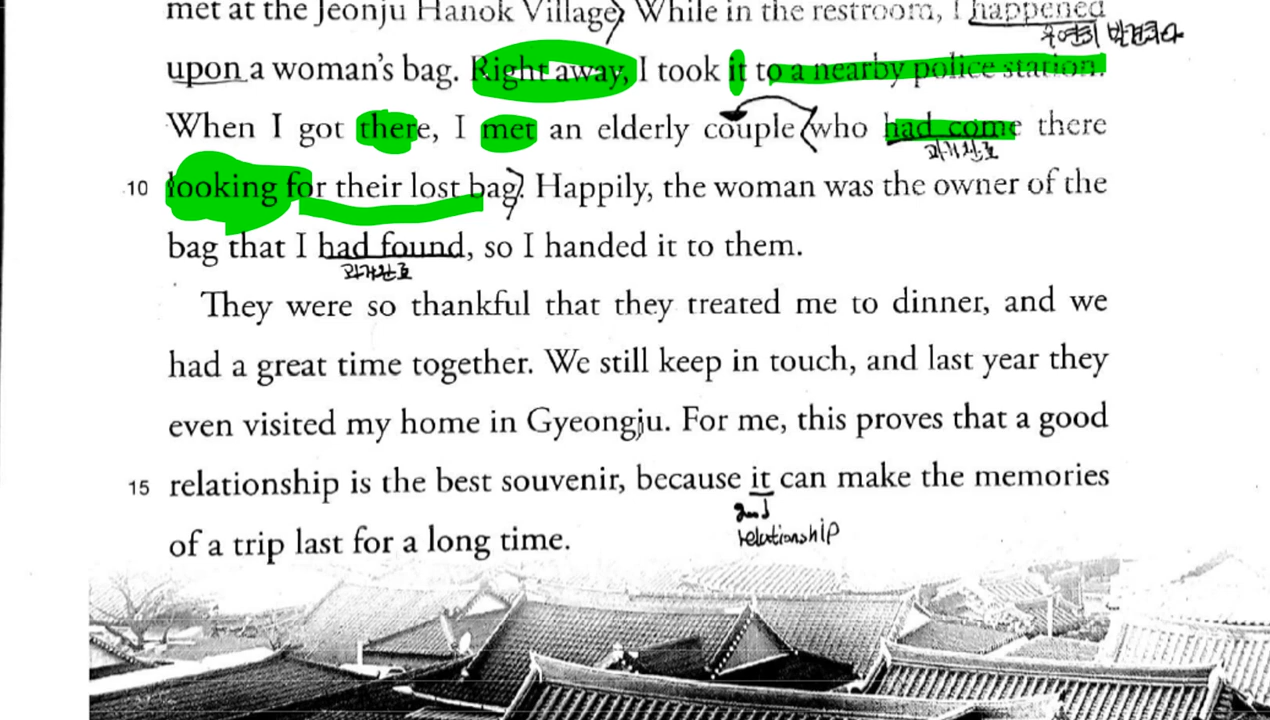 met at the Jeonju Hanok Village. While in the restroom, I happened
우연히 발견하다
upon a woman's bag. Right away, I took it to a nearby police station.
When I got there, I met an elderly couple who had come there
과거완료
10 looking for their lost bag. Happily, the woman was the owner of the
bag that I had found, so I handed it to them.
과거완료
They were so thankful that they treated me to dinner, and we
had a great time together. We still keep in touch, and last year they
even visited my home in Gyeongju. For me, this proves that a good
15 relationship is the best souvenir, because it can make the memories
good
relationship
of a trip last for a long time.